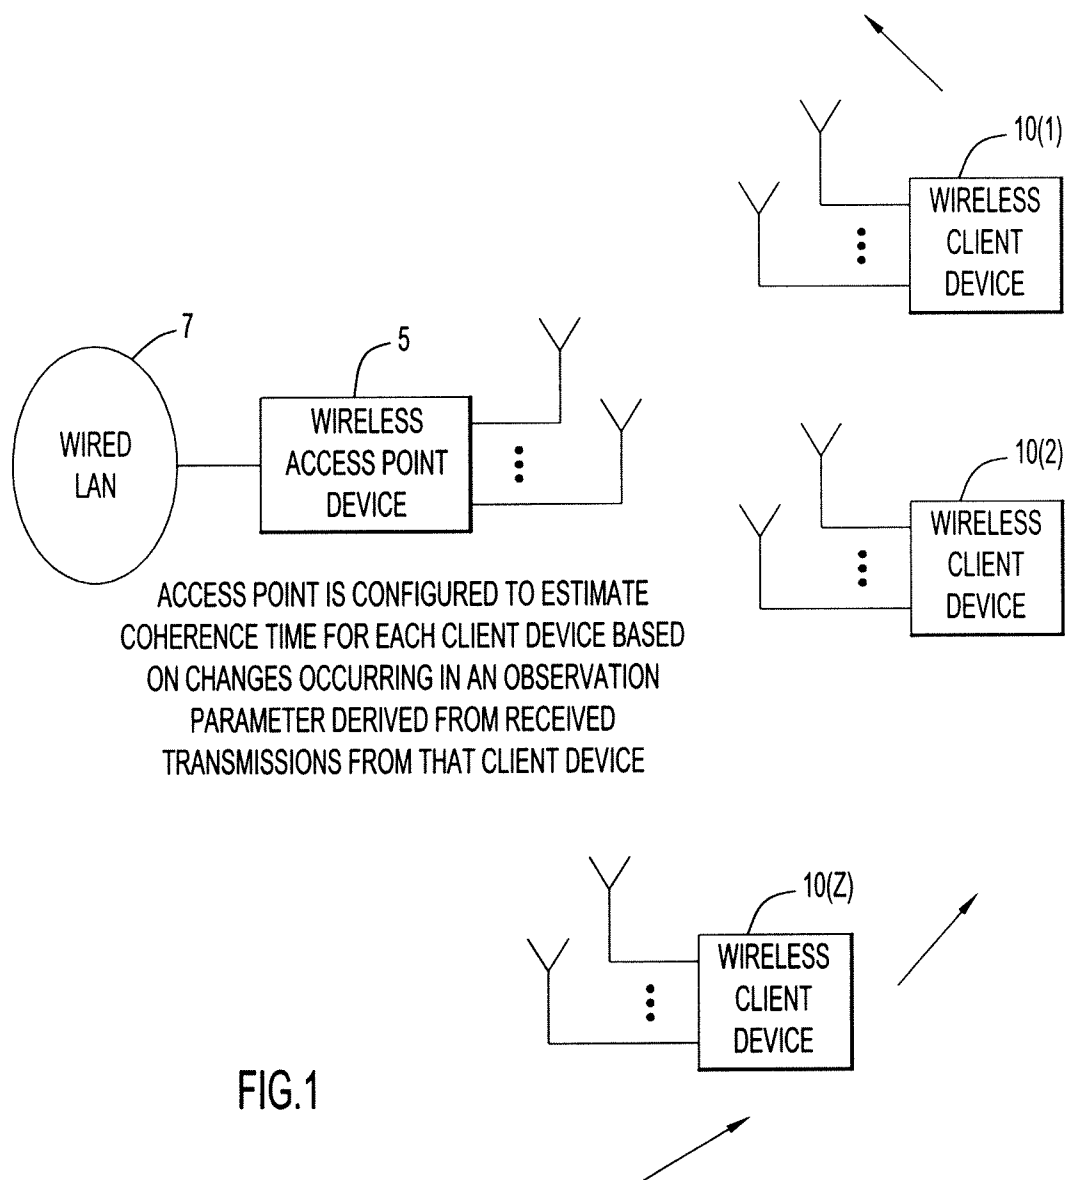 10(1)
WIRELESS
CLIENT
DEVICE
7
5
WIRED
LAN
WIRELESS
ACCESS POINT
DEVICE
10(2)
WIRELESS
CLIENT
DEVICE
ACCESS POINT IS CONFIGURED TO ESTIMATE
COHERENCE TIME FOR EACH CLIENT DEVICE BASED
ON CHANGES OCCURRING IN AN OBSERVATION
PARAMETER DERIVED FROM RECEIVED
TRANSMISSIONS FROM THAT CLIENT DEVICE
10(Z)
WIRELESS
CLIENT
DEVICE
FIG.1